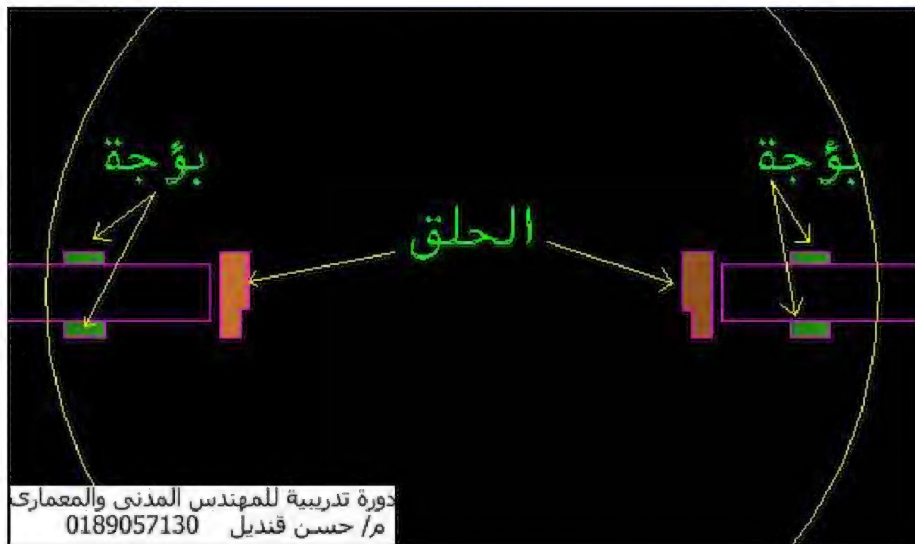 بؤجة
بؤجة
الحلق
دورة تدريبية للمهندس المدنى والمعمارى
م/ حسن قنديل 0189057130